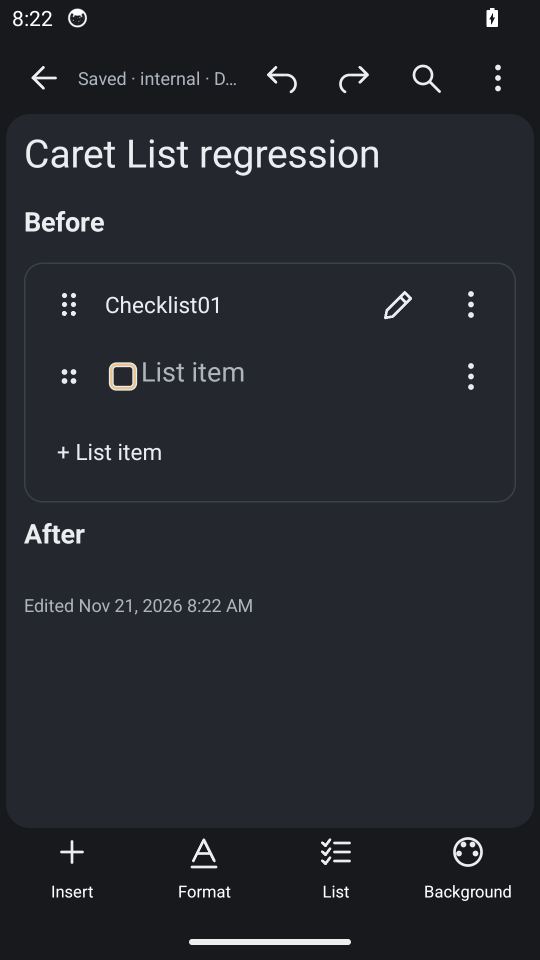 8:22
Saved · internal · D...
Caret List regression
Before
Checklist01
List item
+ List item
After
Edited Nov 21, 2026 8:22 AM
Insert
Format
List
Background